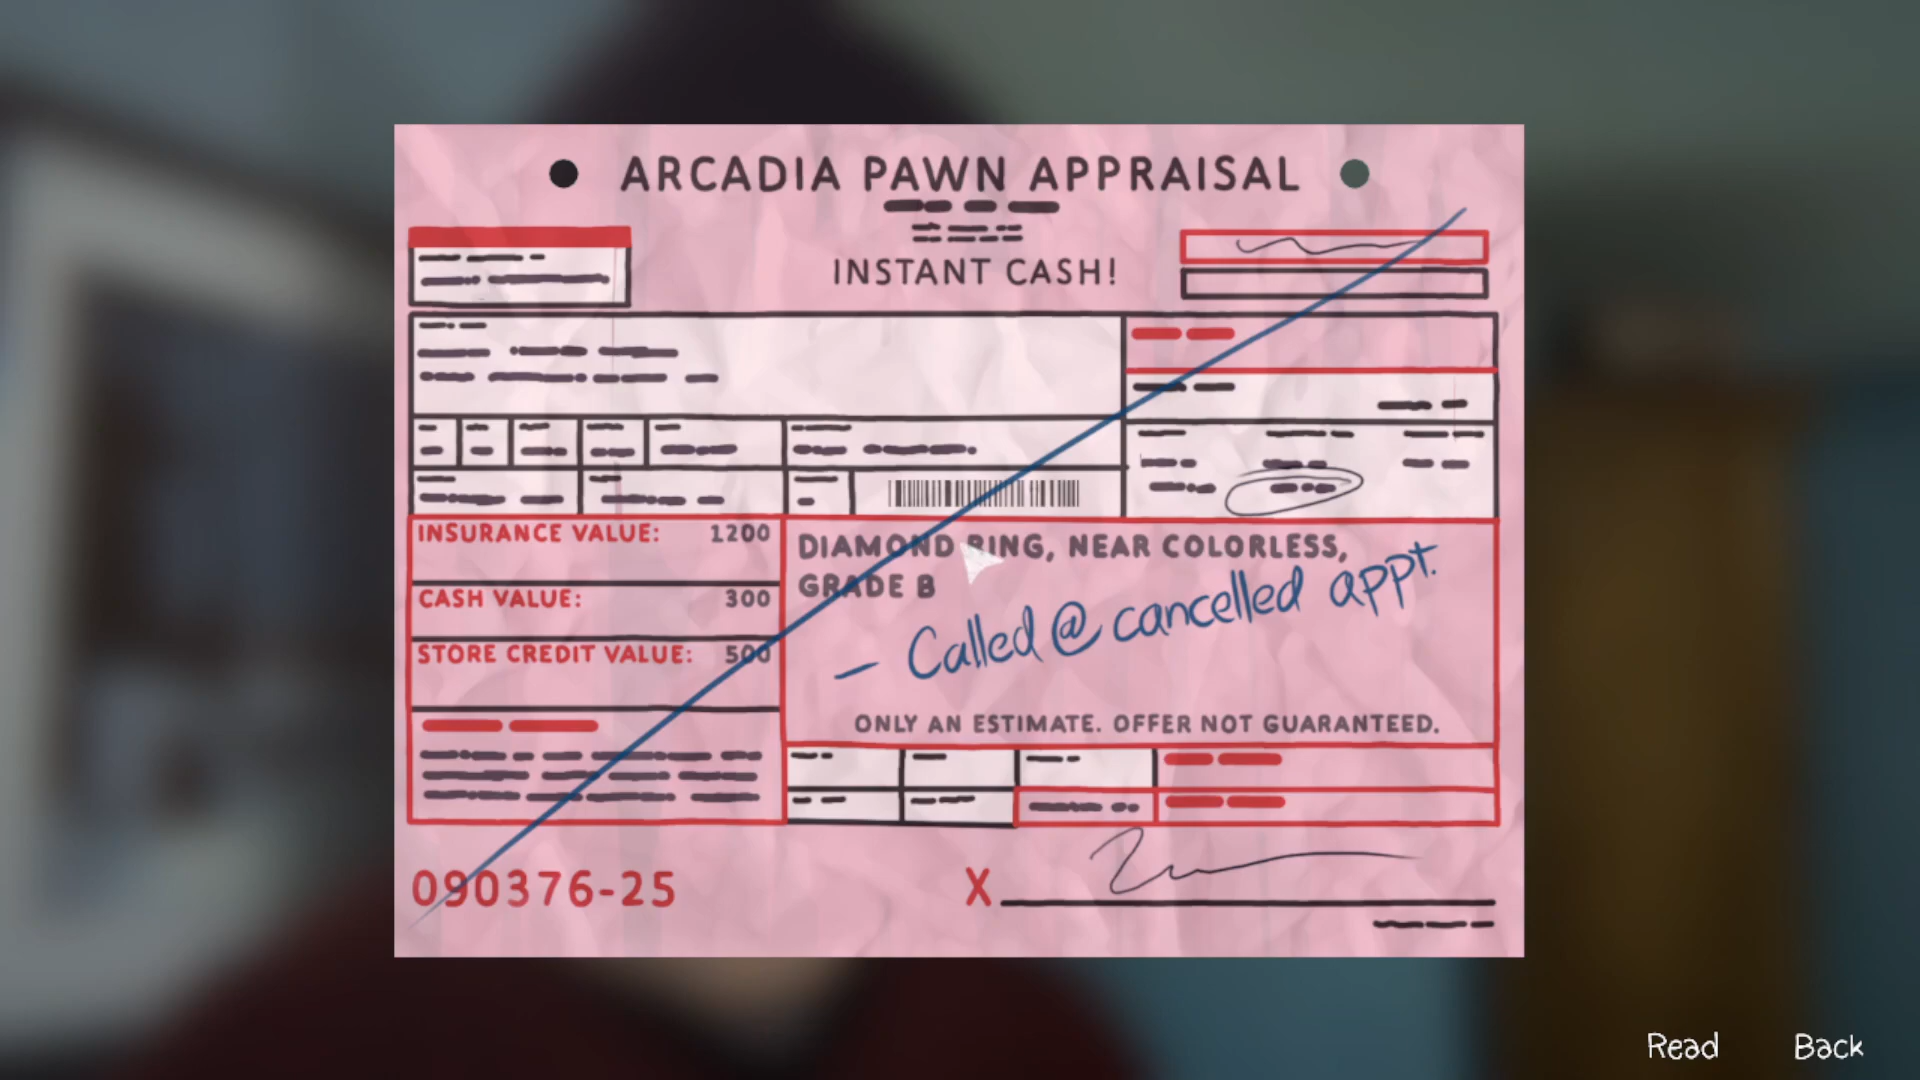 ARCADIA PAWN APPRAISAL
INSTANT CASH!
INSURANCE VALUE: 1200
CASH VALUE: 300
STORE CREDIT VALUE: 500
DIAMOND RING, NEAR COLORLESS,
GRADE B
— Called @ cancelled appt.
ONLY AN ESTIMATE. OFFER NOT GUARANTEED.
090376-25
X
Read Back